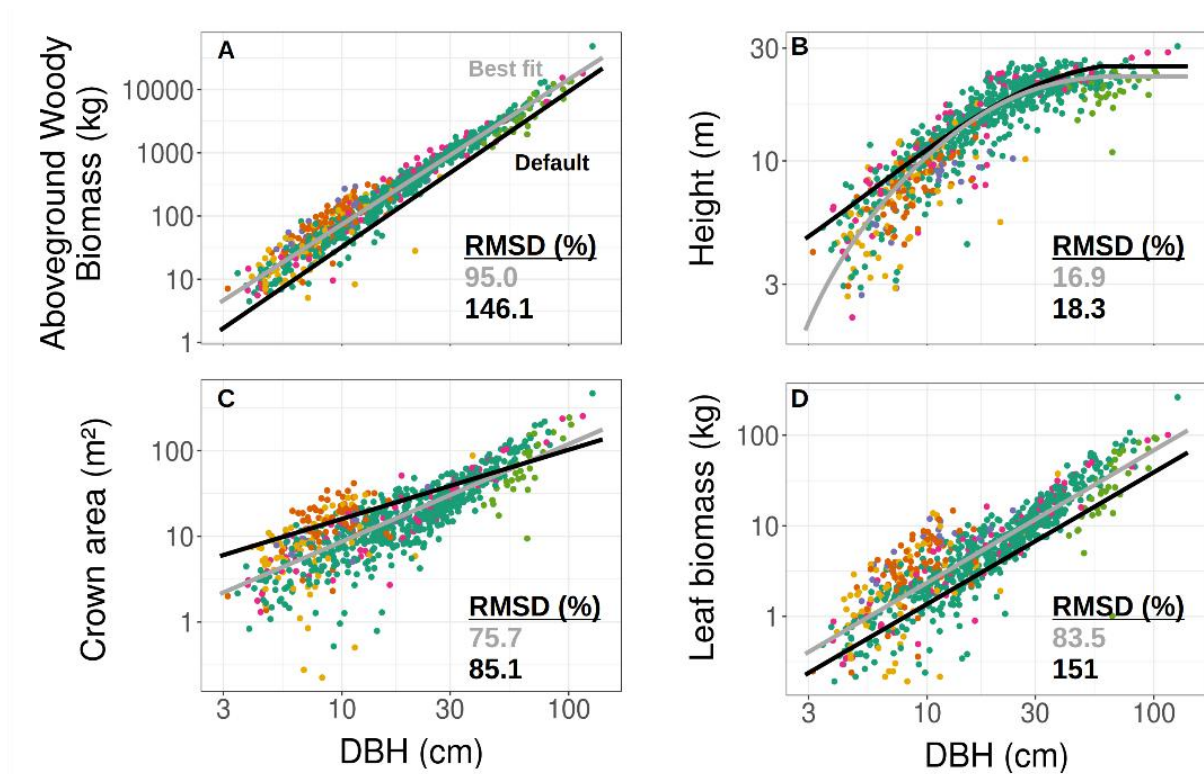 A
Aboveground Woody
Biomass (kg)
10000
1000
100
10
1
Best fit
Default
RMSD (%)
95.0
146.1
B
Height (m)
30
10
3
RMSD (%)
16.9
18.3
C
Crown area (m²)
100
10
1
RMSD (%)
75.7
85.1
3 10 30 100
DBH (cm)
D
Leaf biomass (kg)
100
10
1
RMSD (%)
83.5
151
3 10 30 100
DBH (cm)